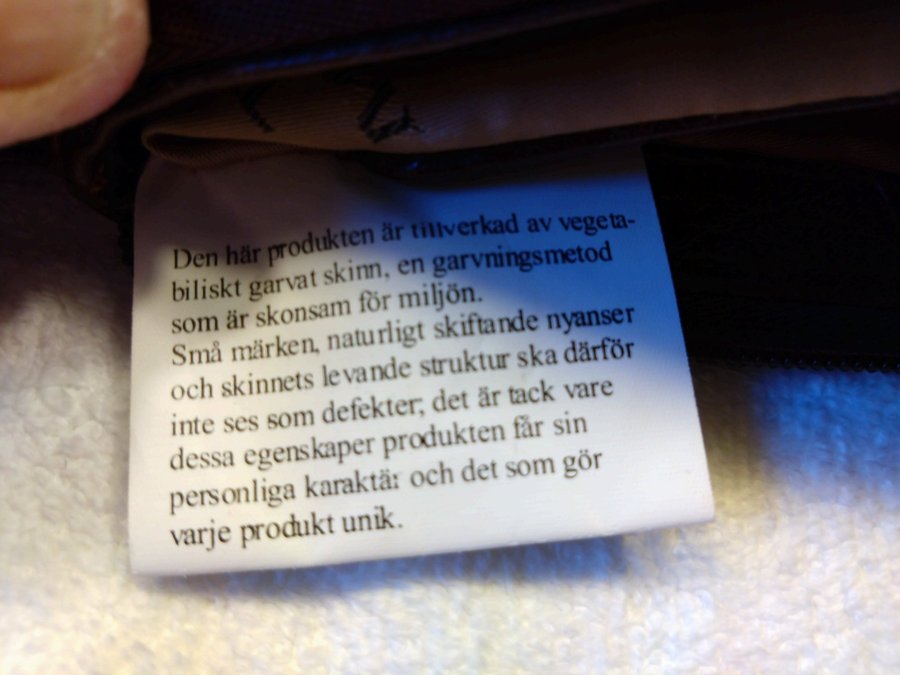 Den här produkten är tillverkad av vegeta-
biliskt garvat skinn, en garvningsmetod
som är skonsam för miljön.
Små märken, naturligt skiftande nyanser
och skinnets levande struktur ska därför
inte ses som defekter, det är tack vare
dessa egenskaper produkten får sin
personliga karaktär och det som gör
varje produkt unik.